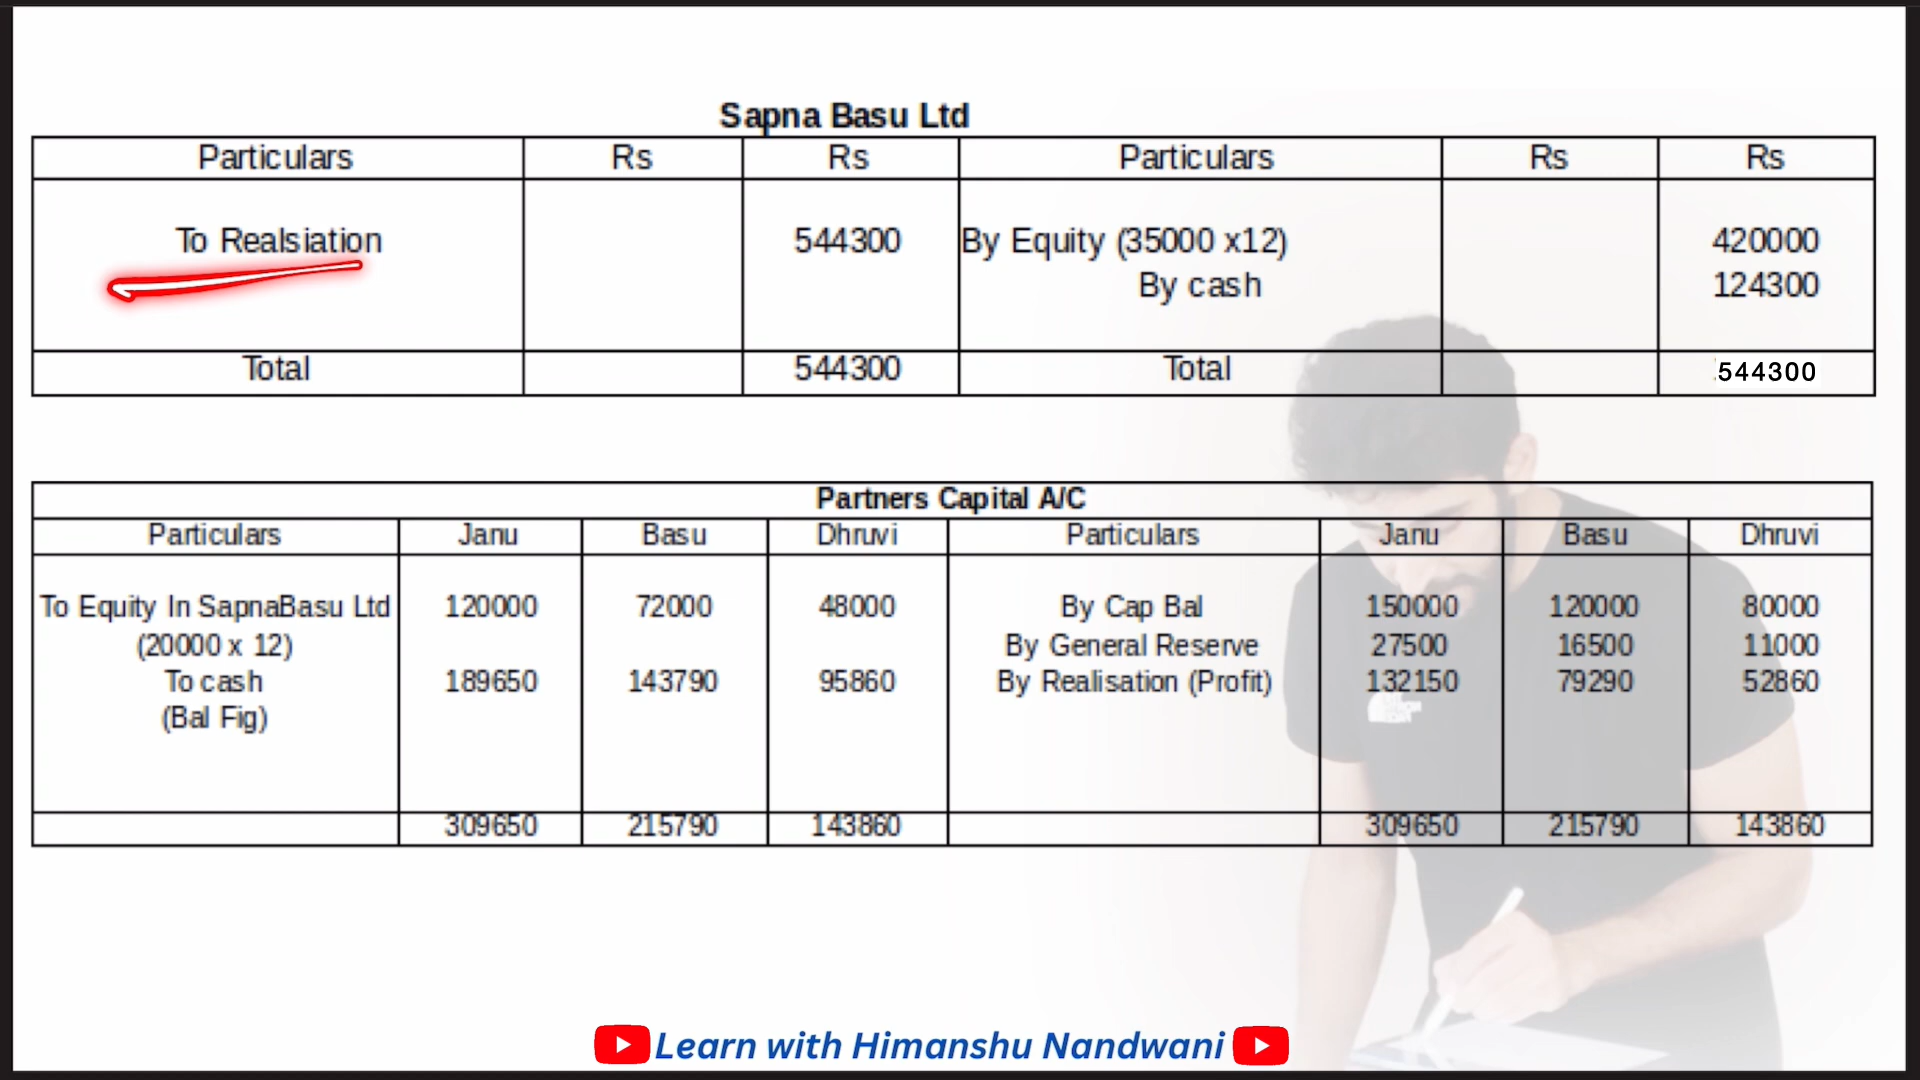 Sapna Basu Ltd
Particulars Rs Rs Particulars Rs Rs
To Realsiation 544300 By Equity (35000 x12) 420000
By cash 124300
Total 544300 Total 544300
Partners Capital A/C
Particulars Janu Basu Dhruvi Particulars Janu Basu Dhruvi
To Equity In SapnaBasu Ltd 120000 72000 48000 By Cap Bal 150000 120000 80000
(20000 x 12) By General Reserve 27500 16500 11000
To cash 189650 143790 95860 By Realisation (Profit) 132150 79290 52860
(Bal Fig)
309650 215790 143860 309650 215790 143860
Learn with Himanshu Nandwani